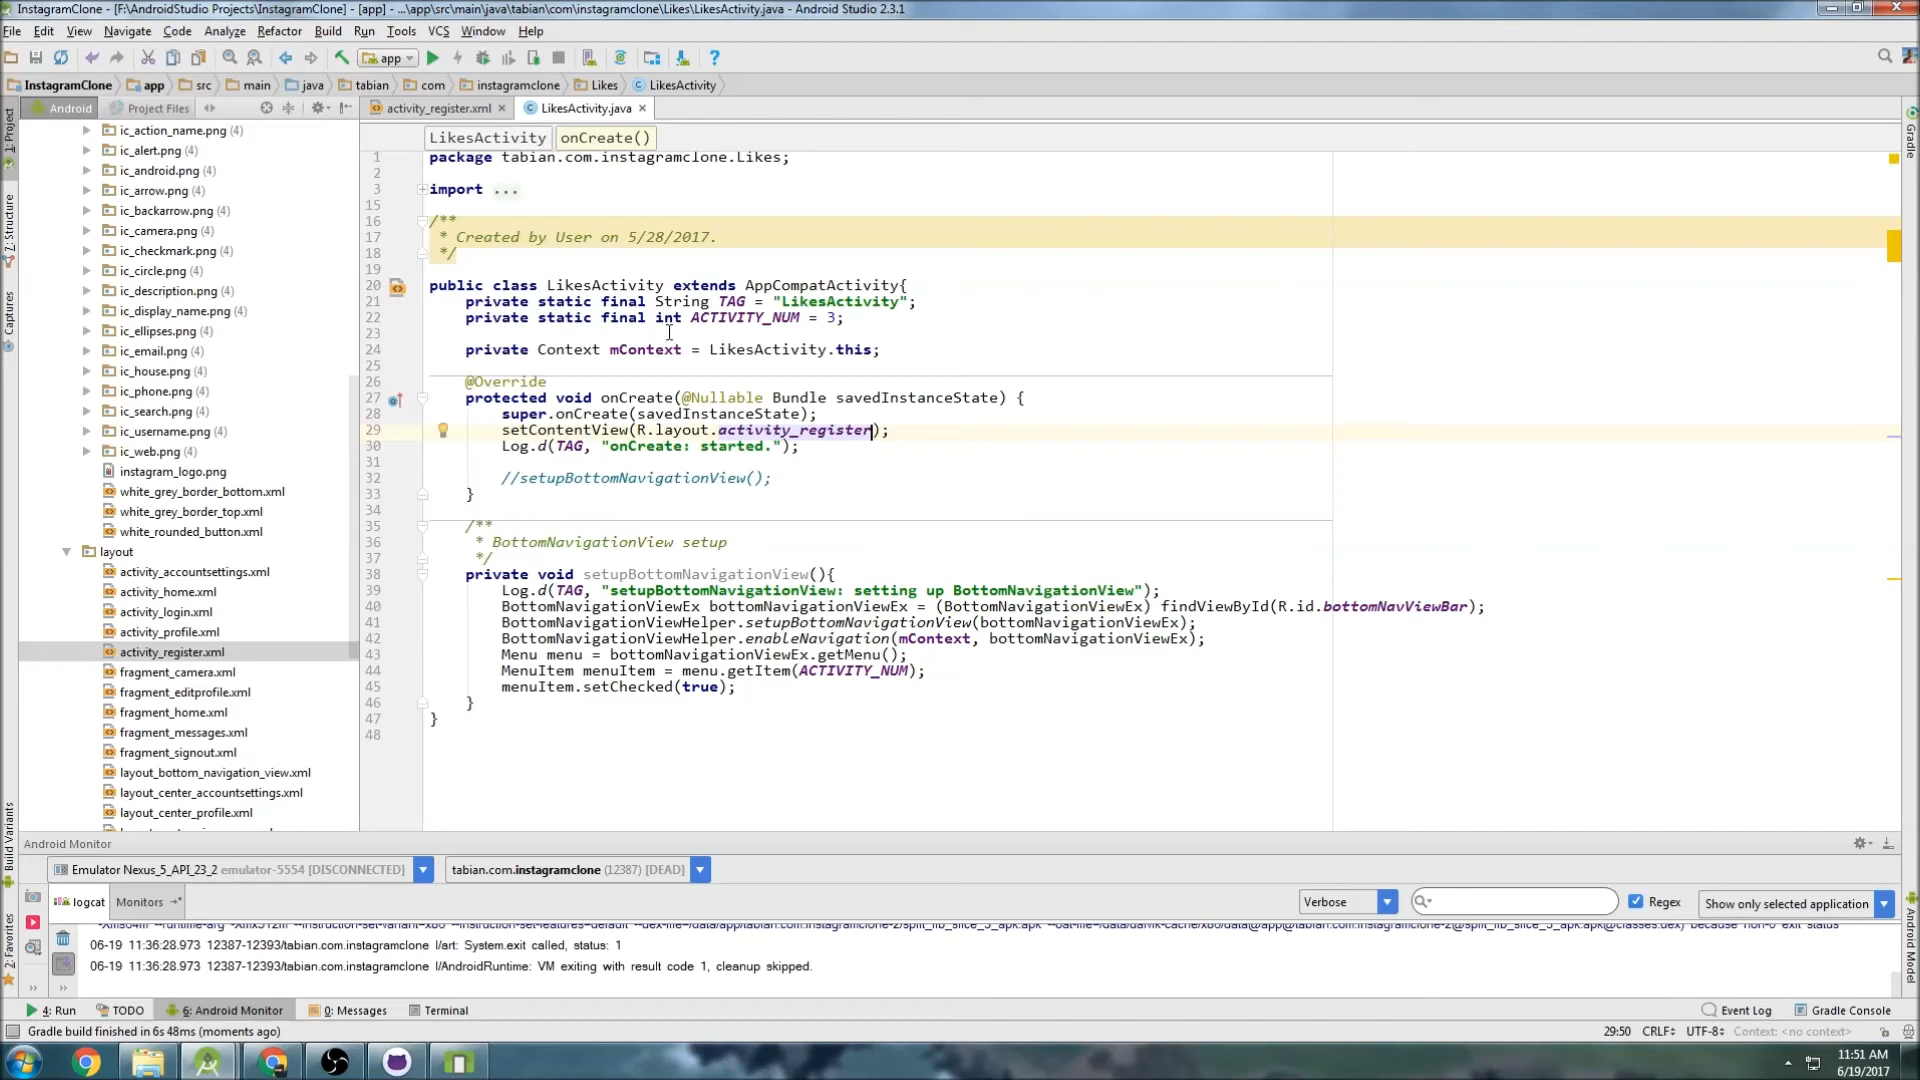 InstagramClone - [F:\AndroidStudio Projects\InstagramClone] - [app] - ...\app\src\main\java\tabian\com\instagramclone\Likes\LikesActivity.java - Android Studio 2.3.1
File Edit View Navigate Code Analyze Refactor Build Run Tools VCS Window Help
app
InstagramClone app src main java tabian com instagramclone Likes LikesActivity
Android Project Files activity_register.xml LikesActivity.java
LikesActivity onCreate()
1: Project
7: Structure
Captures
Build Variants
2: Favorites
Gradle
Android Model
ic_action_name.png (4)
ic_alert.png (4)
ic_android.png (4)
ic_arrow.png (4)
ic_backarrow.png (4)
ic_camera.png (4)
ic_checkmark.png (4)
ic_circle.png (4)
ic_description.png (4)
ic_display_name.png (4)
ic_ellipses.png (4)
ic_email.png (4)
ic_house.png (4)
ic_phone.png (4)
ic_search.png (4)
ic_username.png (4)
ic_web.png (4)
instagram_logo.png
white_grey_border_bottom.xml
white_grey_border_top.xml
white_rounded_button.xml
layout
activity_accountsettings.xml
activity_home.xml
activity_login.xml
activity_profile.xml
activity_register.xml
fragment_camera.xml
fragment_editprofile.xml
fragment_home.xml
fragment_messages.xml
fragment_signout.xml
layout_bottom_navigation_view.xml
layout_center_accountsettings.xml
layout_center_profile.xml
1 package tabian.com.instagramclone.Likes;
2
3 import ...
15
16 /**
17 * Created by User on 5/28/2017.
18 */
19
20 public class LikesActivity extends AppCompatActivity{
21 private static final String TAG = "LikesActivity";
22 private static final int ACTIVITY_NUM = 3;
23
24 private Context mContext = LikesActivity.this;
25
26 @Override
27 protected void onCreate(@Nullable Bundle savedInstanceState) {
28 super.onCreate(savedInstanceState);
29 setContentView(R.layout.activity_register);
30 Log.d(TAG, "onCreate: started.");
31
32 //setupBottomNavigationView();
33 }
34
35 /**
36 * BottomNavigationView setup
37 */
38 private void setupBottomNavigationView(){
39 Log.d(TAG, "setupBottomNavigationView: setting up BottomNavigationView");
40 BottomNavigationViewEx bottomNavigationViewEx = (BottomNavigationViewEx) findViewById(R.id.bottomNavViewBar);
41 BottomNavigationViewHelper.setupBottomNavigationView(bottomNavigationViewEx);
42 BottomNavigationViewHelper.enableNavigation(mContext, bottomNavigationViewEx);
43 Menu menu = bottomNavigationViewEx.getMenu();
44 MenuItem menuItem = menu.getItem(ACTIVITY_NUM);
45 menuItem.setChecked(true);
46 }
47 }
48
Android Monitor
Emulator Nexus_5_API_23_2 emulator-5554 [DISCONNECTED] tabian.com.instagramclone (12387) [DEAD]
logcat Monitors Verbose Regex Show only selected application
06-19 11:36:28.973 12387-12393/tabian.com.instagramclone I/art: System.exit called, status: 1
06-19 11:36:28.973 12387-12393/tabian.com.instagramclone I/AndroidRuntime: VM exiting with result code 1, cleanup skipped.
4: Run TODO 6: Android Monitor 0: Messages Terminal Event Log Gradle Console
Gradle build finished in 6s 48ms (moments ago) 29:50 CRLF UTF-8 Context: <no context>
11:51 AM
6/19/2017